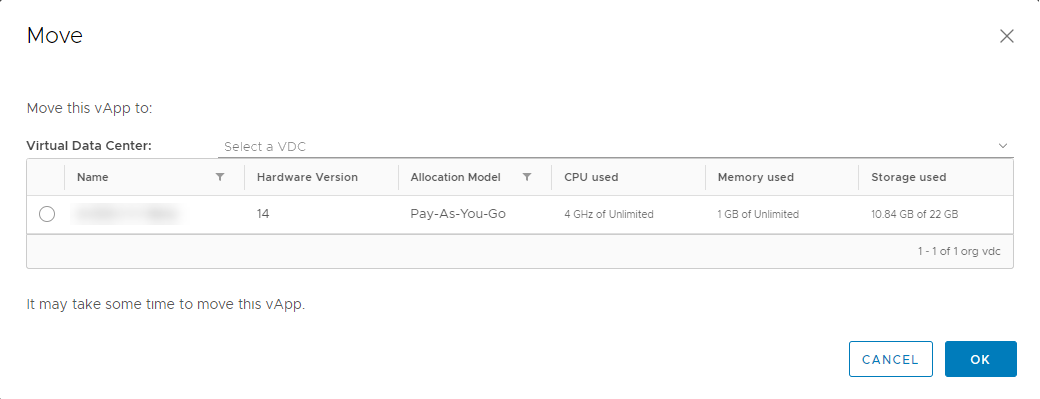 Move
Move this vApp to:
Virtual Data Center: Select a VDC
Name Hardware Version Allocation Model CPU used Memory used Storage used
14 Pay-As-You-Go 4 GHz of Unlimited 1 GB of Unlimited 10.84 GB of 22 GB
1 - 1 of 1 org vdc
It may take some time to move this vApp.
CANCEL OK